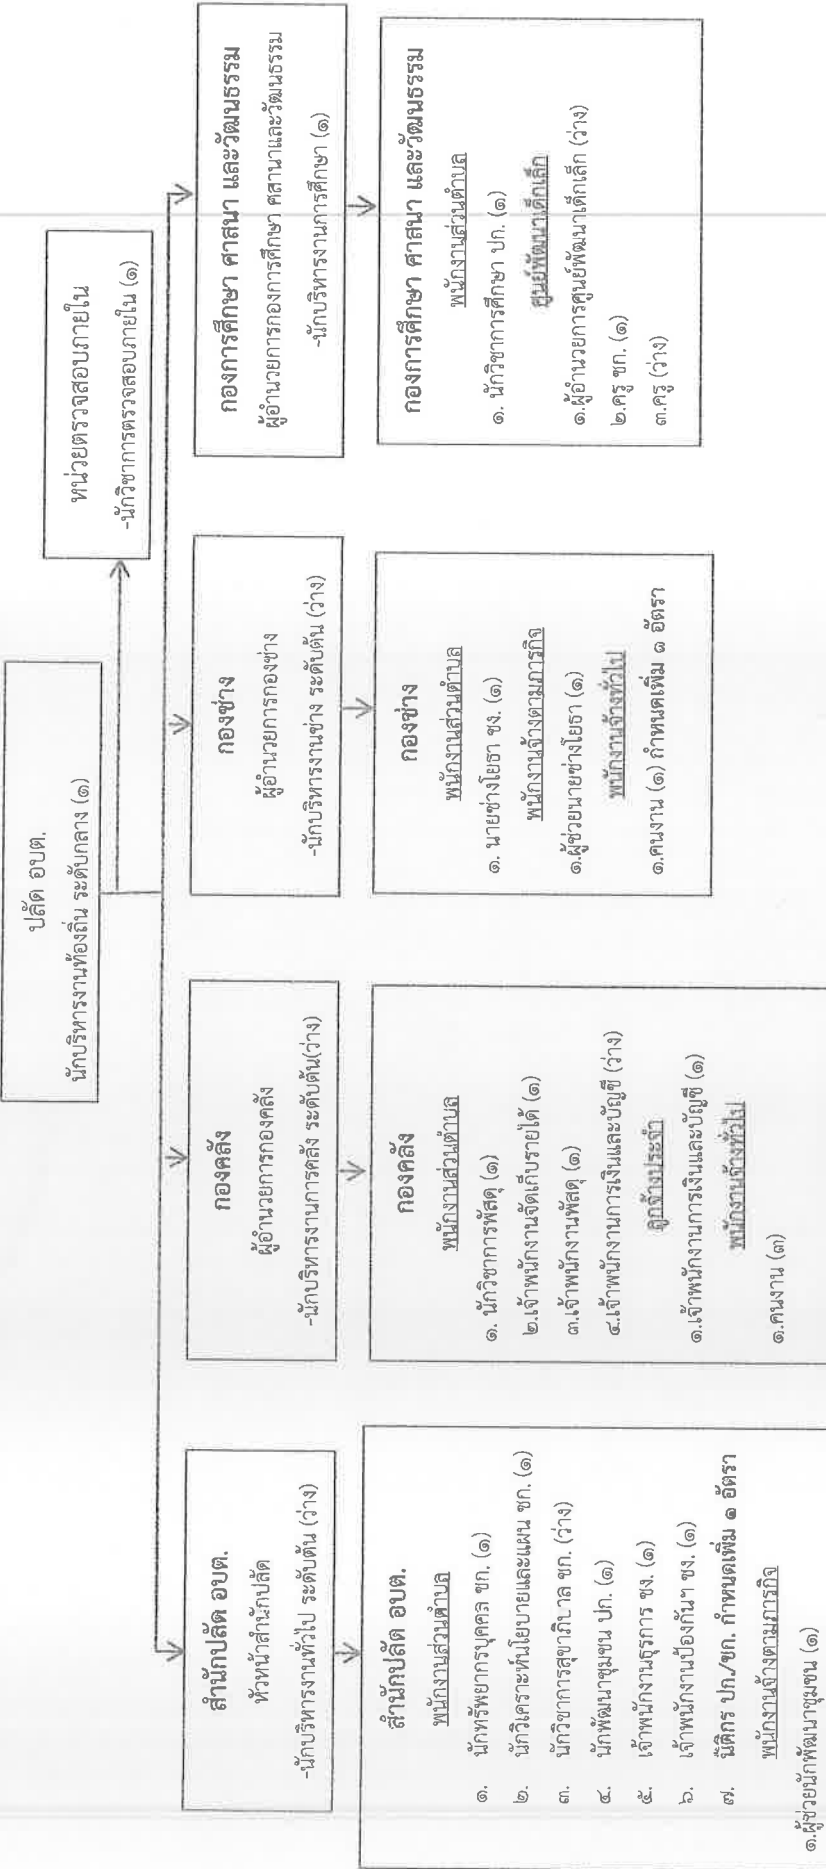 ปลัด อบต.
นักบริหารงานท้องถิ่น ระดับกลาง (๑)
หน่วยตรวจสอบภายใน
-นักวิชาการตรวจสอบภายใน (๑)
สำนักปลัด อบต.
หัวหน้าสำนักปลัด
-นักบริหารงานทั่วไป ระดับต้น (ว่าง)
กองคลัง
ผู้อำนวยการกองคลัง
-นักบริหารงานการคลัง ระดับต้น(ว่าง)
กองช่าง
ผู้อำนวยการกองช่าง
-นักบริหารงานช่าง ระดับต้น (ว่าง)
กองการศึกษา ศาสนา และวัฒนธรรม
ผู้อำนวยการกองการศึกษา ศสานาและวัฒนธรรม
-นักบริหารงานการศึกษา (๑)
สำนักปลัด อบต.
พนักงานส่วนตำบล
๑. นักทรัพยากรบุคคล ชก. (๑)
๒. นักวิเคราะห์นโยบายและแผน ชก. (๑)
๓. นักวิชาการสุขาภิบาล ชก. (ว่าง)
๔. นักพัฒนาชุมชน ปก. (๑)
๕. เจ้าพนักงานธุรการ ชง. (๑)
๖. เจ้าพนักงานป้องกันฯ ชง. (๑)
๗. นิติกร ปก./ชก. กำหนดเพิ่ม ๑ อัตรา
พนักงานจ้างตามภารกิจ
๑.ผู้ช่วยนักพัฒนาชุมชน (๑)
กองคลัง
พนักงานส่วนตำบล
๑. นักวิชาการพัสดุ (๑)
๒.เจ้าพนักงานจัดเก็บรายได้ (๑)
๓.เจ้าพนักงานพัสดุ (๑)
๔.เจ้าพนักงานการเงินและบัญชี (ว่าง)
ลูกจ้างประจำ
๑.เจ้าพนักงานการเงินและบัญชี (๑)
พนักงานจ้างทั่วไป
๑.คนงาน (๓)
กองช่าง
พนักงานส่วนตำบล
๑. นายช่างโยธา ชง. (๑)
พนักงานจ้างตามภารกิจ
๑.ผู้ช่วยนายช่างโยธา (๑)
พนักงานจ้างทั่วไป
๑.คนงาน (๑) กำหนดเพิ่ม ๑ อัตรา
กองการศึกษา ศาสนา และวัฒนธรรม
พนักงานส่วนตำบล
๑. นักวิชาการศึกษา ปก. (๑)
ศูนย์พัฒนาเด็กเล็ก
๑.ผู้อำนวยการศูนย์พัฒนาเด็กเล็ก (ว่าง)
๒.ครู ชก. (๑)
๓.ครู (ว่าง)